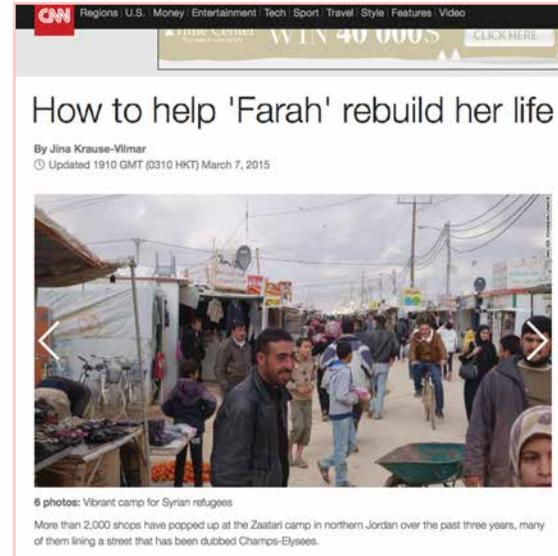 CNN
Regions U.S. Money Entertainment Tech Sport Travel Style Features Video
Time Center
WIN 40 000$
CLICK HERE
How to help 'Farah' rebuild her life
By Jina Krause-Vilmar
Updated 1910 GMT (0310 HKT) March 7, 2015
6 photos: Vibrant camp for Syrian refugees
More than 2,000 shops have popped up at the Zaatari camp in northern Jordan over the past three years, many
of them lining a street that has been dubbed Champs-Elysees.